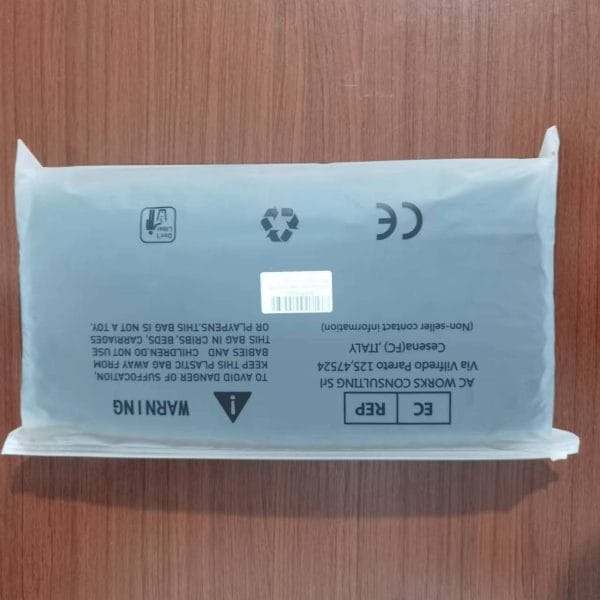 WARNING
TO AVOID DANGER OF SUFFOCATION,
KEEP THIS PLASTIC BAG AWAY FROM
BABIES AND CHILDREN.DO NOT USE
THIS BAG IN CRIBS, BEDS, CARRIAGES
OR PLAYPENS.THIS BAG IS NOT A TOY.
EC REP
AC WORKS CONSULTING Srl
Via Vilfredo Pareto 125,47524
Cesena(FC) ,ITALY
(Non-seller contact information)
CE
Don't
Litter